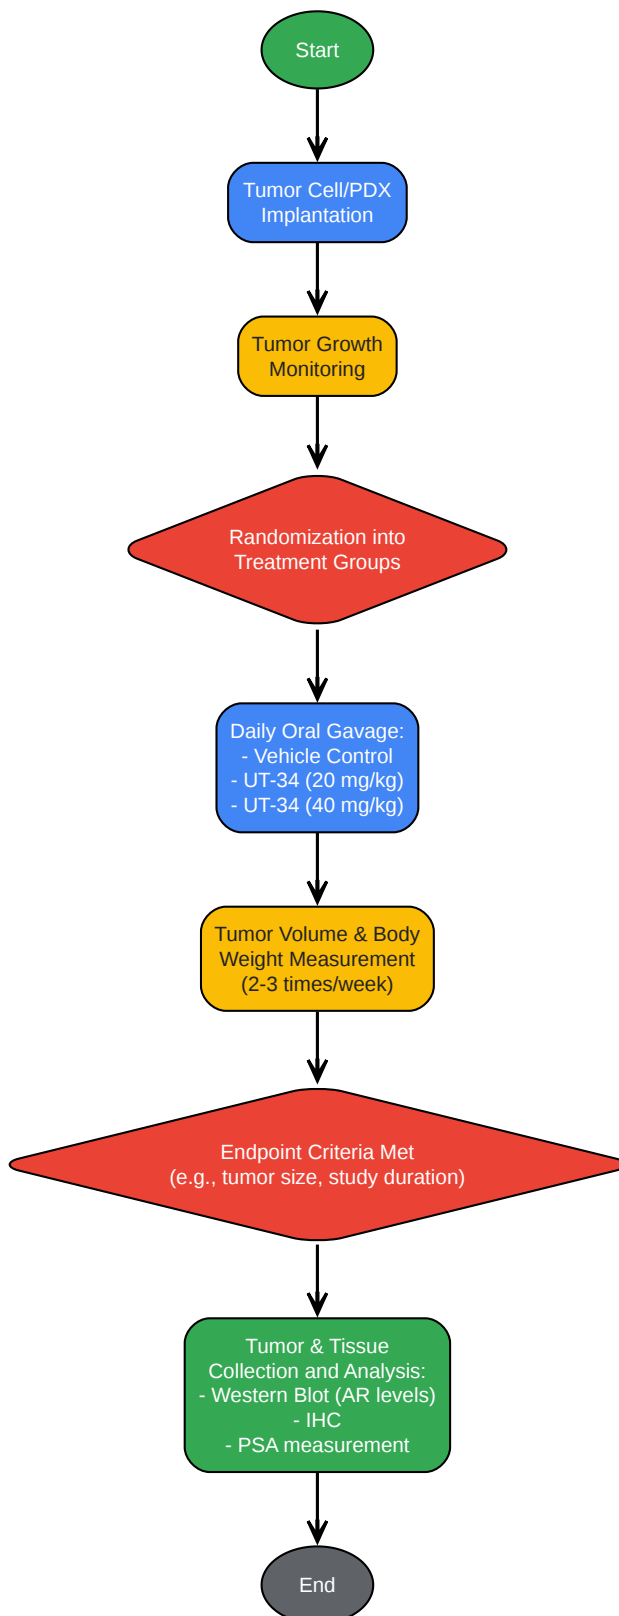 Start
Tumor Cell/PDX
Implantation
Tumor Growth
Monitoring
Randomization into
Treatment Groups
Daily Oral Gavage:
- Vehicle Control
- UT-34 (20 mg/kg)
- UT-34 (40 mg/kg)
Tumor Volume & Body
Weight Measurement
(2-3 times/week)
Endpoint Criteria Met
(e.g., tumor size, study duration)
Tumor & Tissue
Collection and Analysis:
- Western Blot (AR levels)
- IHC
- PSA measurement
End